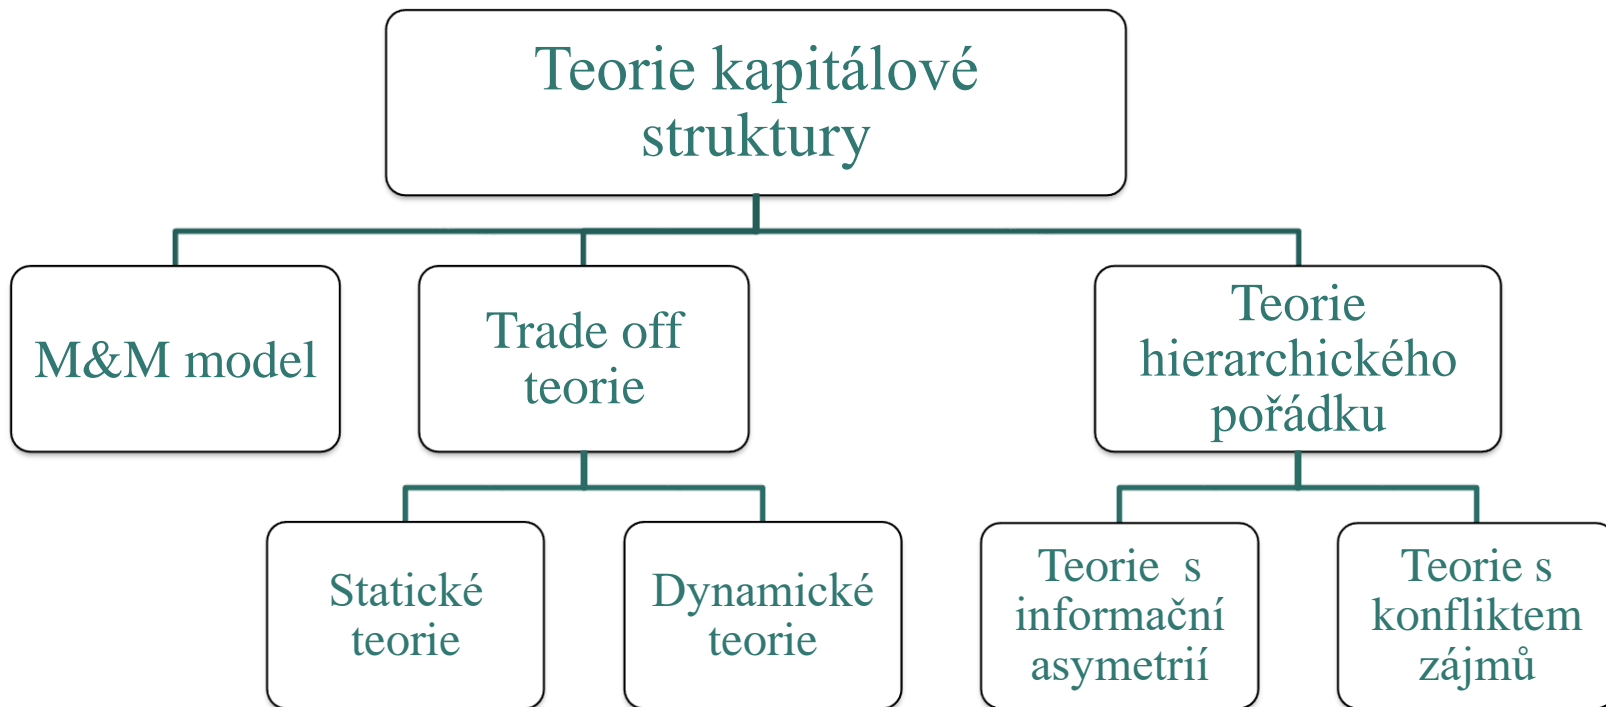 Teorie kapitálové
struktury
M&M model
Trade off
teorie
Teorie
hierarchického
pořádku
Statické
teorie
Dynamické
teorie
Teorie s
informační
asymetrií
Teorie s
konfliktem
zájmů